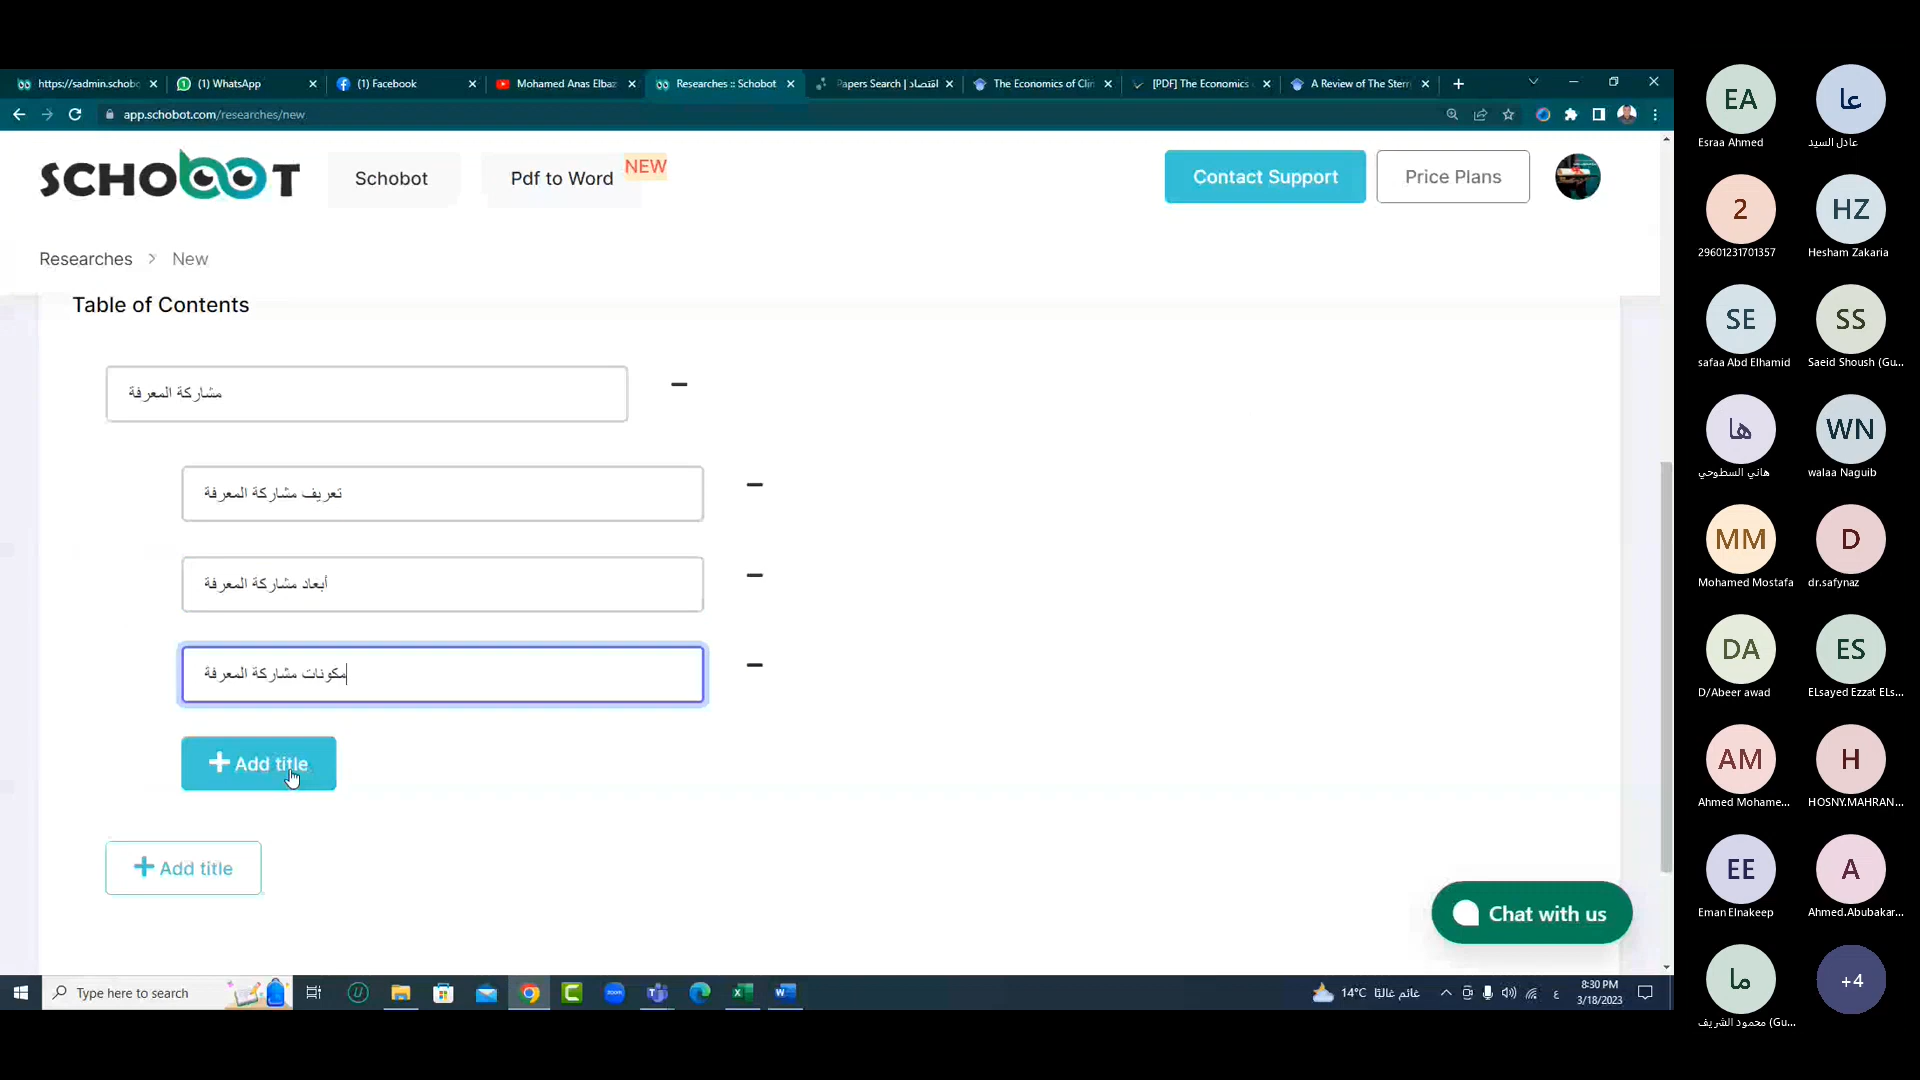 https://sadmin.schobo
(1) WhatsApp
(1) Facebook
Mohamed Anas Elbaz
Researches :: Schobot
Papers Search | اقتصاد
The Economics of Clim
[PDF] The Economics
A Review of The Stern
app.schobot.com/researches/new
SCHOBOT
Schobot
Pdf to Word
NEW
Contact Support
Price Plans
Researches > New
Table of Contents
مشاركة المعرفة
تعريف مشاركة المعرفة
أبعاد مشاركة المعرفة
مكونات مشاركة المعرفة
+ Add title
+ Add title
Chat with us
Type here to search
14°C غائم غالبًا
ع
8:30 PM
3/18/2023
EA
Esraa Ahmed
عا
عادل السيد
2
29601231701357
HZ
Hesham Zakaria
SE
safaa Abd Elhamid
SS
Saeid Shoush (Gu...
ها
هاني السطوحي
WN
walaa Naguib
MM
Mohamed Mostafa
D
dr.safynaz
DA
D/Abeer awad
ES
ELsayed Ezzat ELs...
AM
Ahmed Mohame...
H
HOSNY.MAHRAN...
EE
Eman Elnakeep
A
Ahmed.Abubakar...
ما
محمود الشريف (Gu...
+4